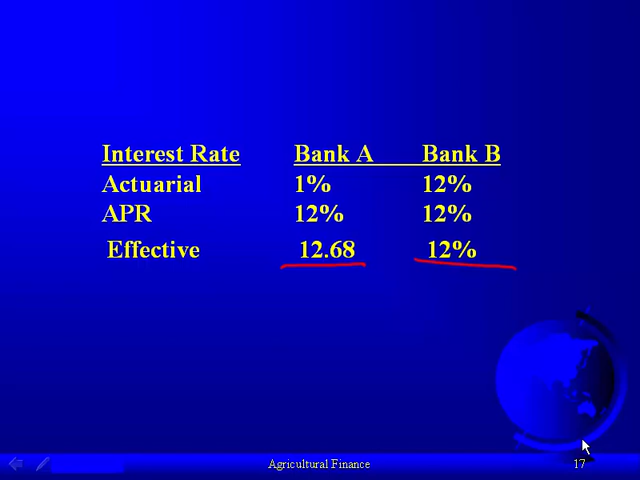 Interest Rate Bank A Bank B
Actuarial 1% 12%
APR 12% 12%
Effective 12.68 12%
Agricultural Finance 17